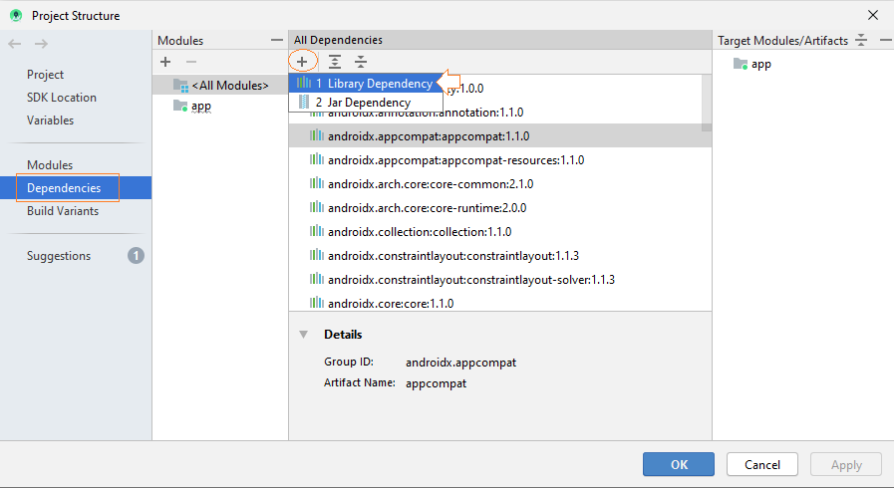 Project Structure
Project
SDK Location
Variables
Modules
Dependencies
Build Variants
Suggestions
1
Modules
<All Modules>
app
All Dependencies
1 Library Dependency
2 Jar Dependency
y:1.0.0
androidx.annotation:annotation:1.1.0
androidx.appcompat:appcompat:1.1.0
androidx.appcompat:appcompat-resources:1.1.0
androidx.arch.core:core-common:2.1.0
androidx.arch.core:core-runtime:2.0.0
androidx.collection:collection:1.1.0
androidx.constraintlayout:constraintlayout:1.1.3
androidx.constraintlayout:constraintlayout-solver:1.1.3
androidx.core:core:1.1.0
Details
Group ID: androidx.appcompat
Artifact Name: appcompat
Target Modules/Artifacts
app
OK
Cancel
Apply